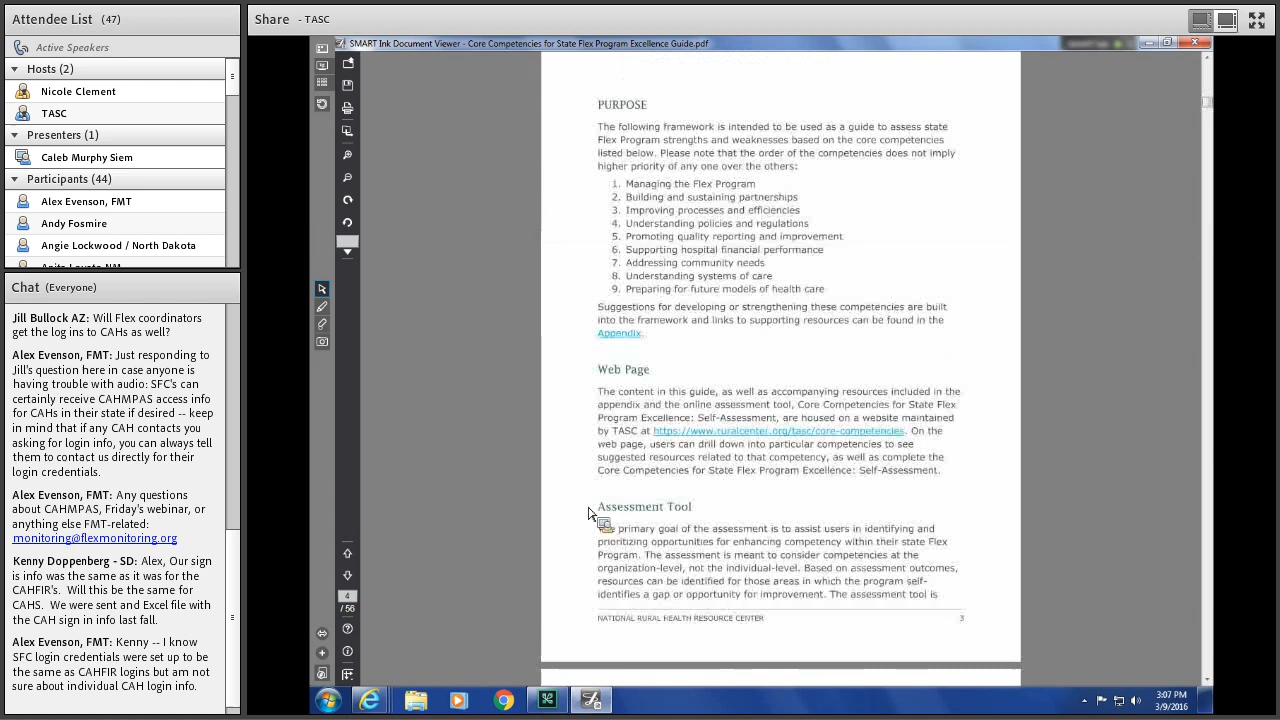 Attendee List (47)
Active Speakers
Hosts (2)
Nicole Clement
TASC
Presenters (1)
Caleb Murphy Siem
Participants (44)
Alex Evenson, FMT
Andy Fosmire
Angie Lockwood / North Dakota
Chat (Everyone)
Jill Bullock AZ: Will Flex coordinators
get the log ins to CAHs as well?
Alex Evenson, FMT: Just responding to
Jill's question here in case anyone is
having trouble with audio: SFC's can
certainly receive CAHMPAS access info
for CAHs in their state if desired -- keep
in mind that if any CAH contacts you
asking for login info, you can always tell
them to contact us directly for their
login credentials.
Alex Evenson, FMT: Any questions
about CAHMPAS, Friday's webinar, or
anything else FMT-related:
monitoring@flexmonitoring.org
Kenny Doppenberg - SD: Alex, Our sign
is info was the same as it was for the
CAHFIR's. Will this be the same for
CAHS. We were sent and Excel file with
the CAH sign in info last fall.
Alex Evenson, FMT: Kenny -- I know
SFC login credentials were set up to be
the same as CAHFIR logins but am not
sure about individual CAH login info.
Share - TASC
SMART Ink Document Viewer - Core Competencies for State Flex Program Excellence Guide.pdf
4
/ 56
PURPOSE
The following framework is intended to be used as a guide to assess state
Flex Program strengths and weaknesses based on the core competencies
listed below. Please note that the order of the competencies does not imply
higher priority of any one over the others:
1. Managing the Flex Program
2. Building and sustaining partnerships
3. Improving processes and efficiencies
4. Understanding policies and regulations
5. Promoting quality reporting and improvement
6. Supporting hospital financial performance
7. Addressing community needs
8. Understanding systems of care
9. Preparing for future models of health care
Suggestions for developing or strengthening these competencies are built
into the framework and links to supporting resources can be found in the
Appendix.
Web Page
The content in this guide, as well as accompanying resources included in the
appendix and the online assessment tool, Core Competencies for State Flex
Program Excellence: Self-Assessment, are housed on a website maintained
by TASC at https://www.ruralcenter.org/tasc/core-competencies. On the
web page, users can drill down into particular competencies to see
suggested resources related to that competency, as well as complete the
Core Competencies for State Flex Program Excellence: Self-Assessment.
Assessment Tool
primary goal of the assessment is to assist users in identifying and
prioritizing opportunities for enhancing competency within their state Flex
Program. The assessment is meant to consider competencies at the
organization-level, not the individual-level. Based on assessment outcomes,
resources can be identified for those areas in which the program self-
identifies a gap or opportunity for improvement. The assessment tool is
NATIONAL RURAL HEALTH RESOURCE CENTER 3
3:07 PM
3/9/2016